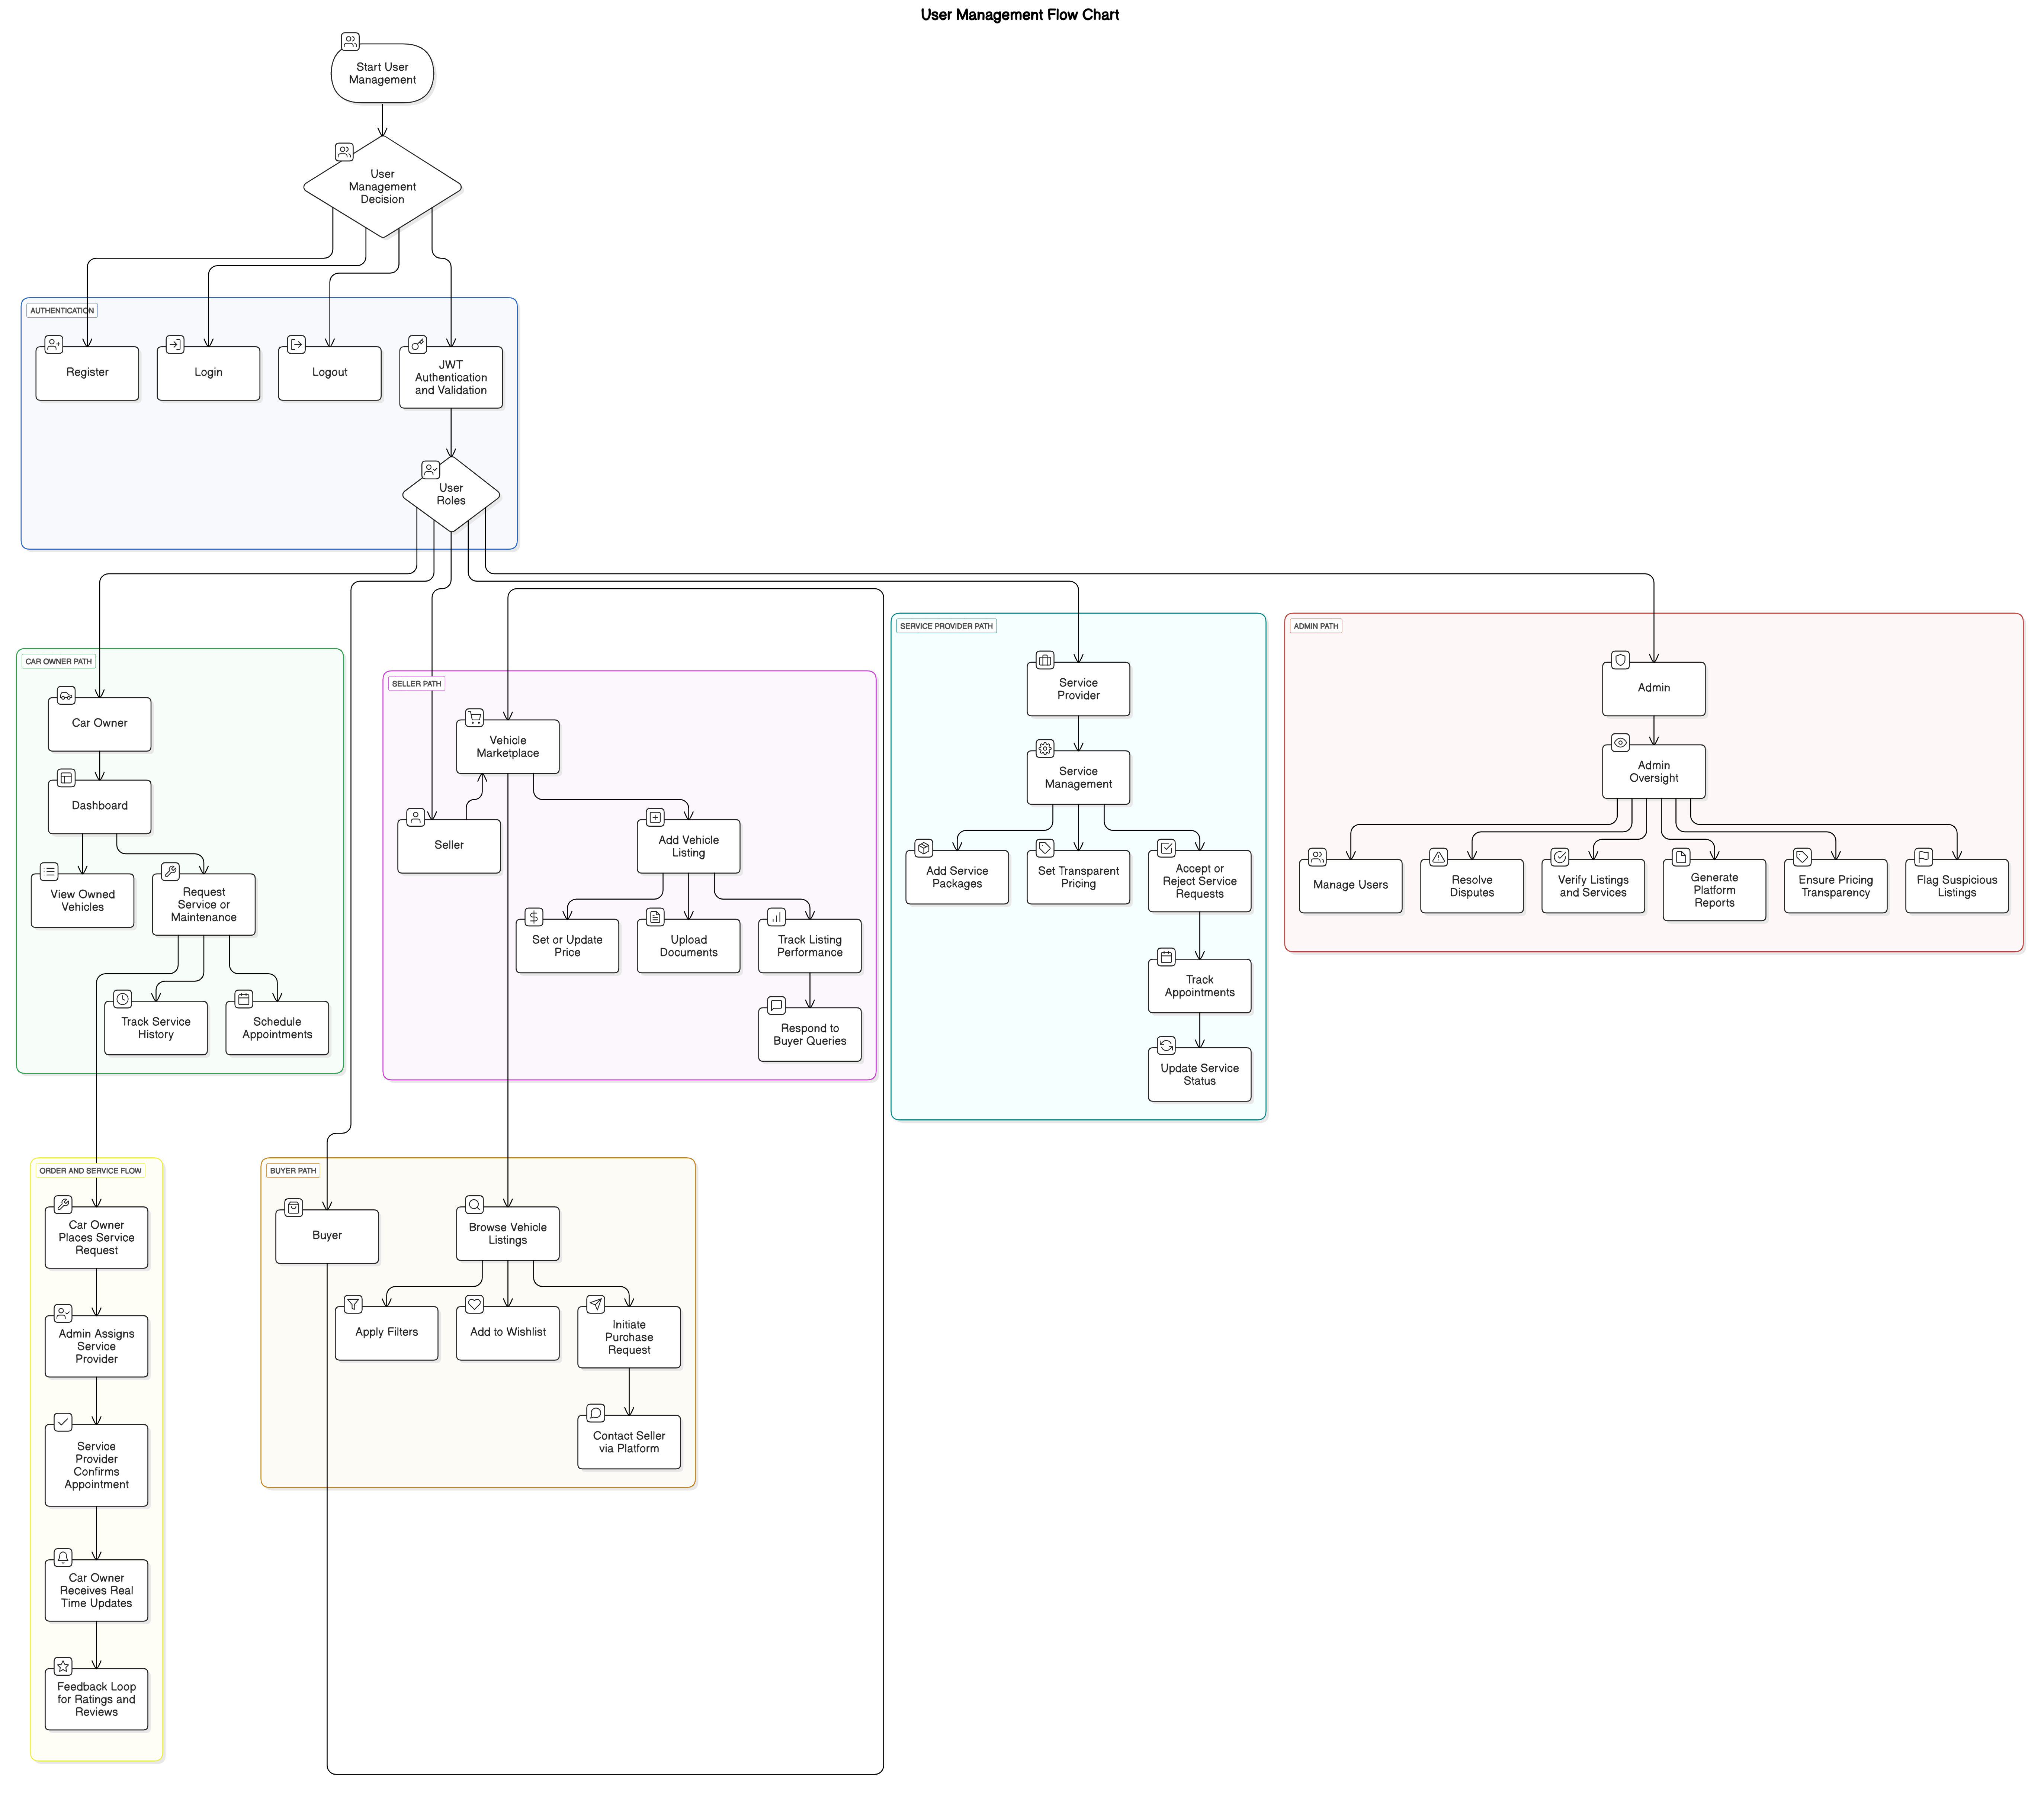 User Management Flow Chart
Start User
Management
User
Management
Decision
AUTHENTICATION
Register
Login
Logout
JWT
Authentication
and Validation
User
Roles
CAR OWNER PATH
Car Owner
Dashboard
View Owned
Vehicles
Request
Service or
Maintenance
Track Service
History
Schedule
Appointments
SELLER PATH
Vehicle
Marketplace
Seller
Add Vehicle
Listing
Set or Update
Price
Upload
Documents
Track Listing
Performance
Respond to
Buyer Queries
SERVICE PROVIDER PATH
Service
Provider
Service
Management
Add Service
Packages
Set Transparent
Pricing
Accept or
Reject Service
Requests
Track
Appointments
Update Service
Status
ADMIN PATH
Admin
Admin
Oversight
Manage Users
Resolve
Disputes
Verify Listings
and Services
Generate
Platform
Reports
Ensure Pricing
Transparency
Flag Suspicious
Listings
ORDER AND SERVICE FLOW
Car Owner
Places Service
Request
Admin Assigns
Service
Provider
Service
Provider
Confirms
Appointment
Car Owner
Receives Real
Time Updates
Feedback Loop
for Ratings and
Reviews
BUYER PATH
Buyer
Browse Vehicle
Listings
Apply Filters
Add to Wishlist
Initiate
Purchase
Request
Contact Seller
via Platform